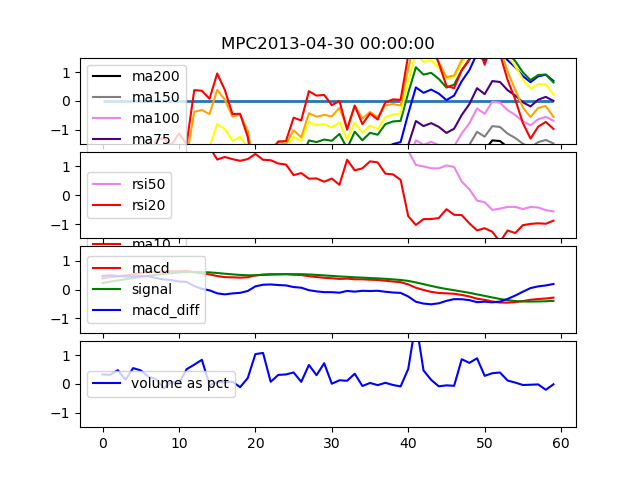 MPC2013-04-30 00:00:00
1
0
−1
ma200
ma150
ma100
ma75
1
0
−1
rsi50
rsi20
ma10
1
0
−1
macd
signal
macd_diff
1
0
−1
volume as pct
0 10 20 30 40 50 60